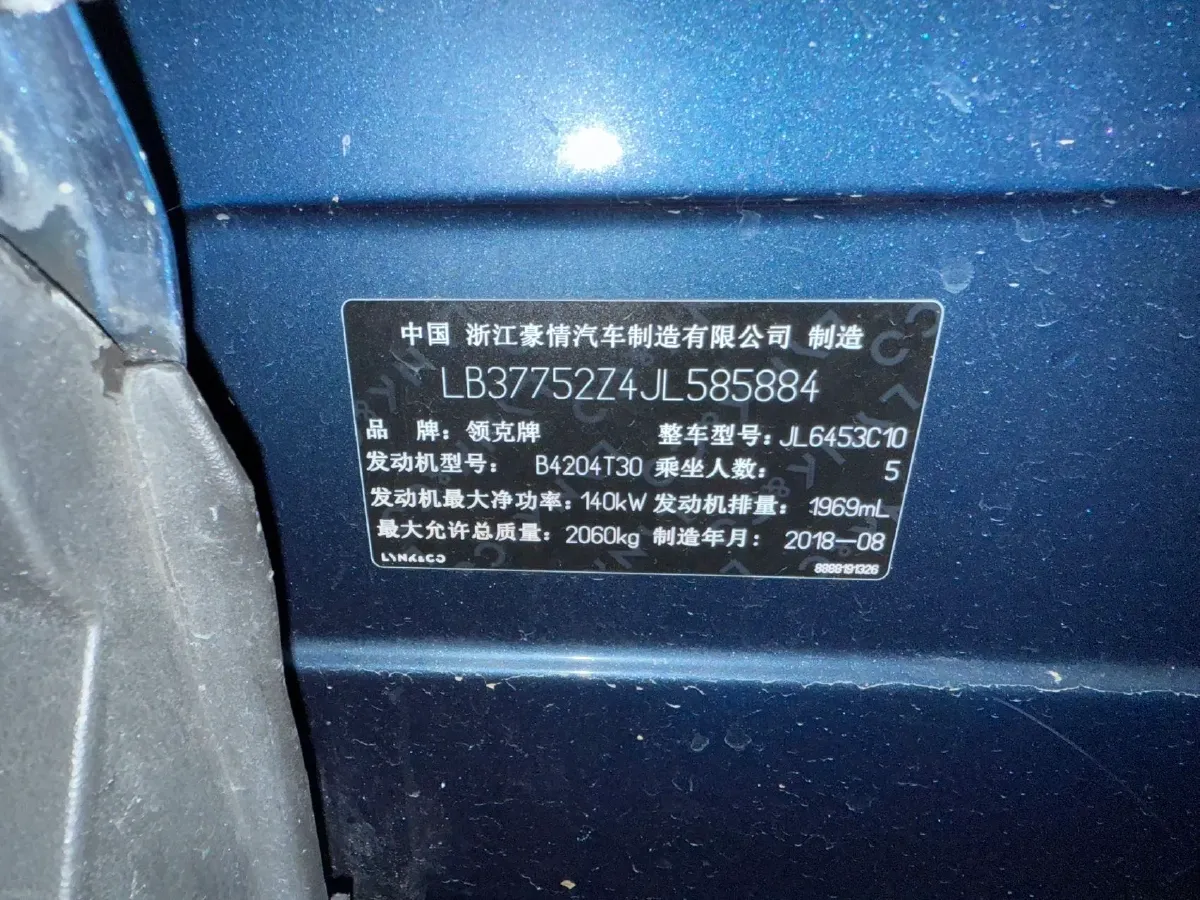 中国 浙江豪情汽车制造有限公司 制造
LB37752Z4JL585884
品 牌：领克牌 整车型号：JL6453C10
发动机型号： B4204T30 乘坐人数： 5
发动机最大净功率：140kW 发动机排量： 1969mL
最大允许总质量：2060kg 制造年月： 2018—08
LYNK&CO 8888191326